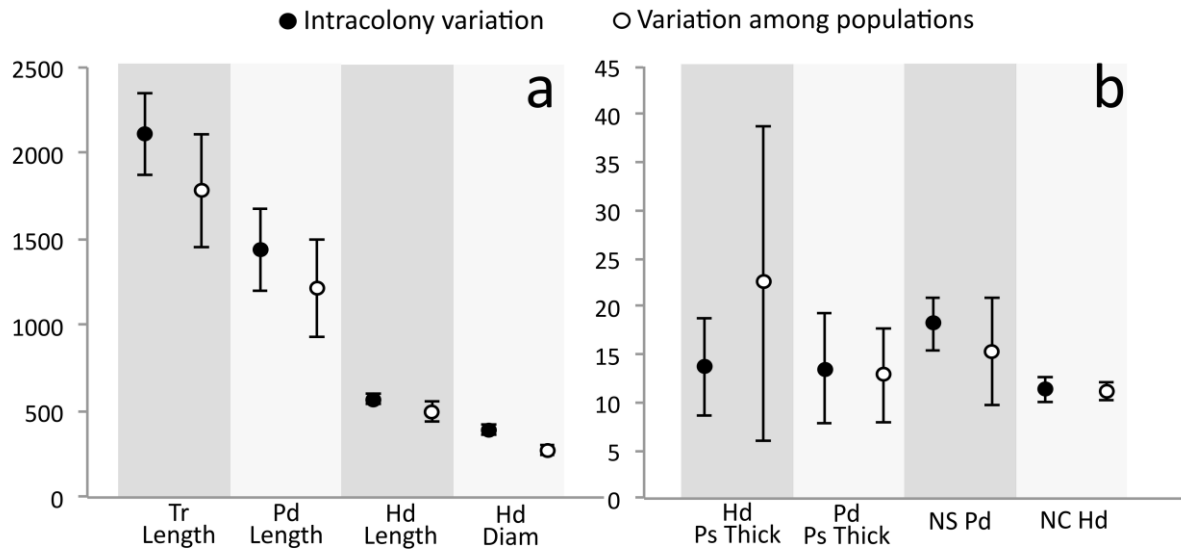 Intracolony variation Variation among populations
a b
2500 45
40
2000 35
30
1500 25
20
1000 15
10
500 5
0 0
Tr Length Pd Length Hd Length Hd Diam
Hd Ps Thick Pd Ps Thick NS Pd NC Hd